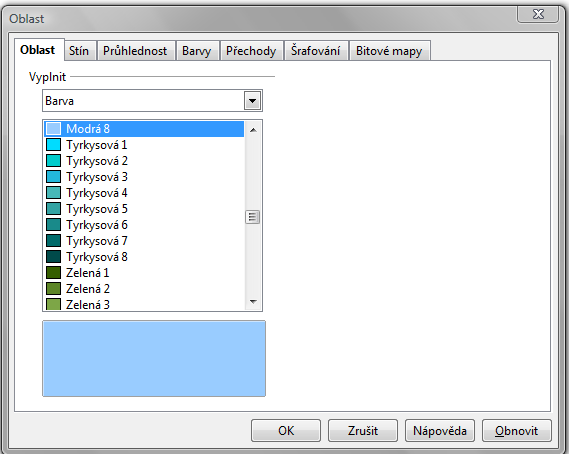 Oblast
Oblast Stín Průhlednost Barvy Přechody Šrafování Bitové mapy
Vyplnit
Barva
Modrá 8
Tyrkysová 1
Tyrkysová 2
Tyrkysová 3
Tyrkysová 4
Tyrkysová 5
Tyrkysová 6
Tyrkysová 7
Tyrkysová 8
Zelená 1
Zelená 2
Zelená 3
OK Zrušit Nápověda Obnovit